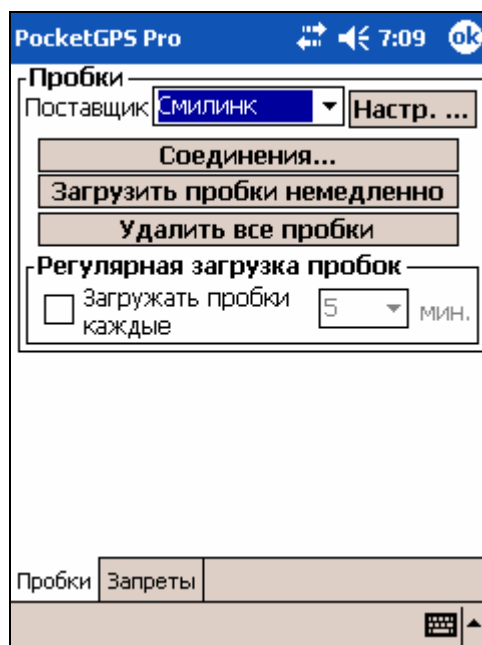 PocketGPS Pro 7:09 ok
Пробки
Поставщик Смилинк Настр. ...
Соединения...
Загрузить пробки немедленно
Удалить все пробки
Регулярная загрузка пробок
Загружать пробки
каждые 5 мин.
Пробки Запреты